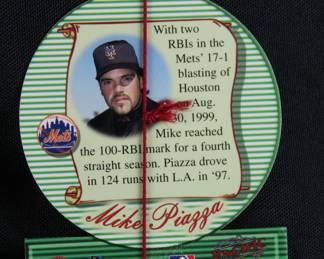 With two
RBIs in the
Mets' 17-1
blasting of
Houston
on Aug.
30, 1999,
Mike reached
the 100-RBI mark for a fourth
straight season. Piazza drove
in 124 runs with L.A. in '97.
Mets
Mike Piazza